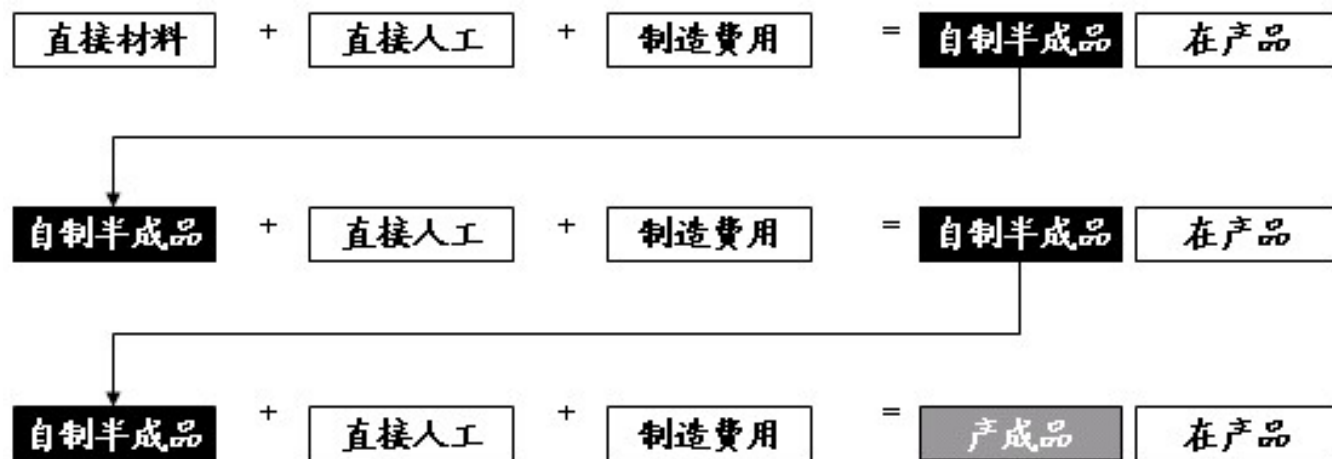 直接材料 + 直接人工 + 制造費用 = 自制半成品 在产品
自制半成品 + 直接人工 + 制造費用 = 自制半成品 在产品
自制半成品 + 直接人工 + 制造費用 = 产成品 在产品